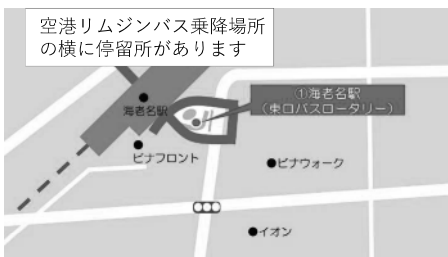 空港リムジンバス乗降場所
の横に停留所があります
①海老名駅
(東口バスロータリー)
海老名駅
ビナフロント
ビナウォーク
イオン